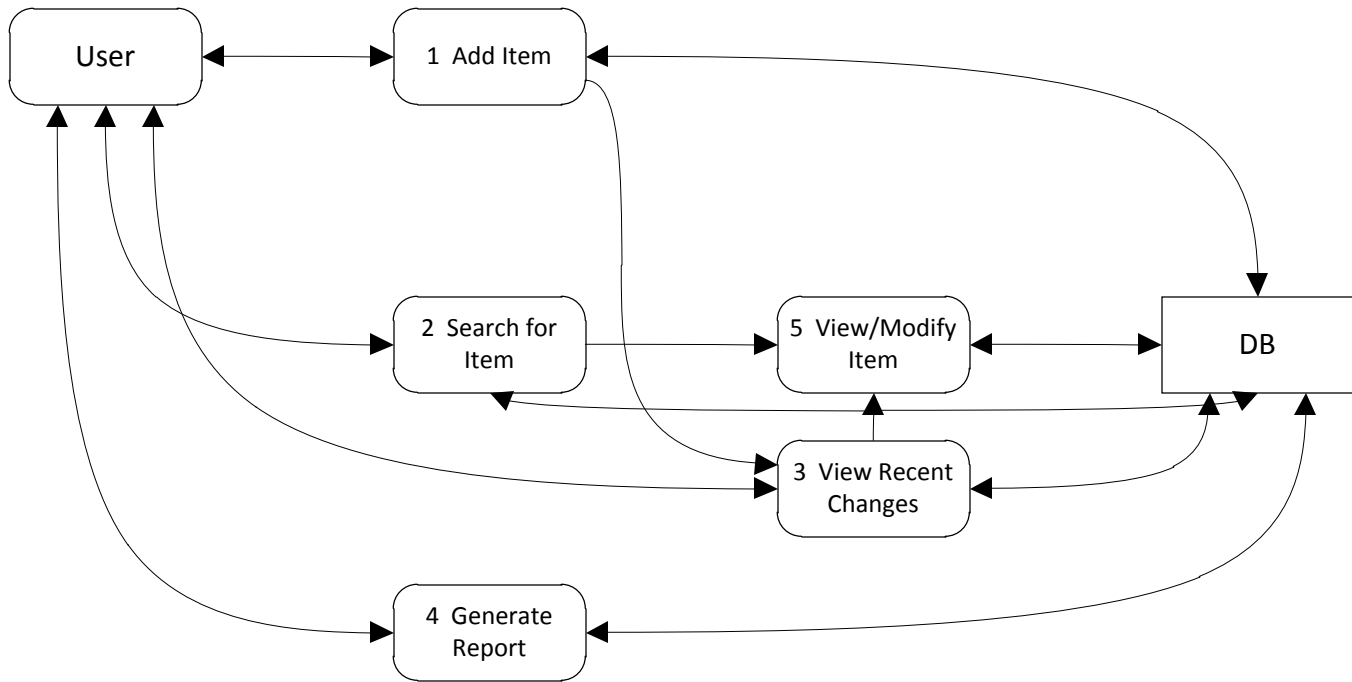 User
1 Add Item
2 Search for
Item
5 View/Modify
Item
DB
3 View Recent
Changes
4 Generate
Report